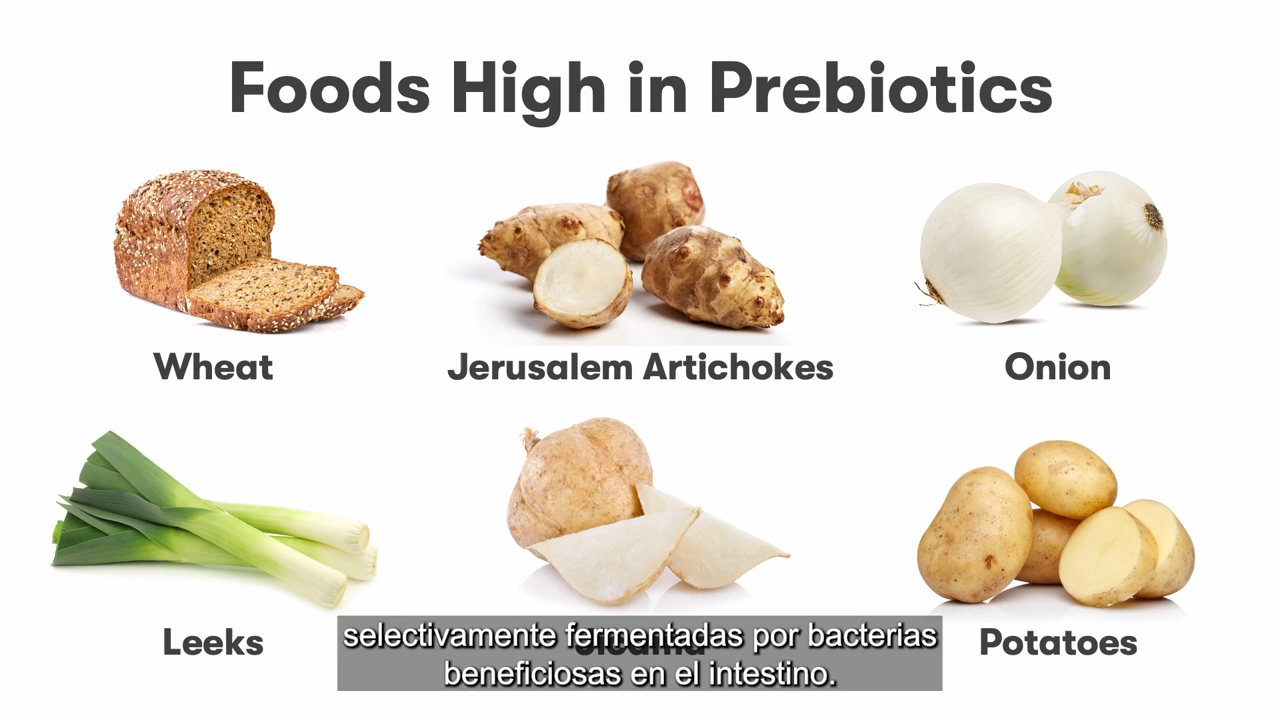 Foods High in Prebiotics
Wheat
Jerusalem Artichokes
Onion
Leeks
Potatoes
selectivamente fermentadas por bacterias
beneficiosas en el intestino.